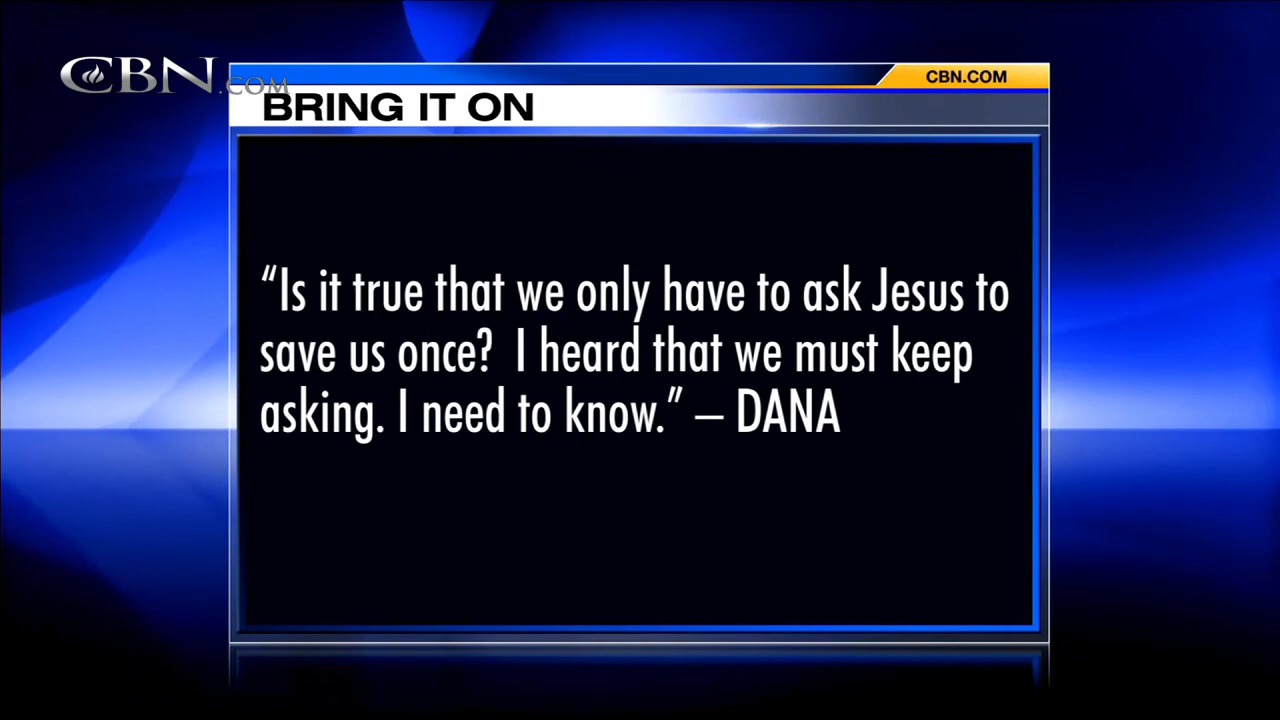 CBN.COM
CBN.COM
BRING IT ON
“Is it true that we only have to ask Jesus to
save us once?  I heard that we must keep
asking. I need to know.” – DANA